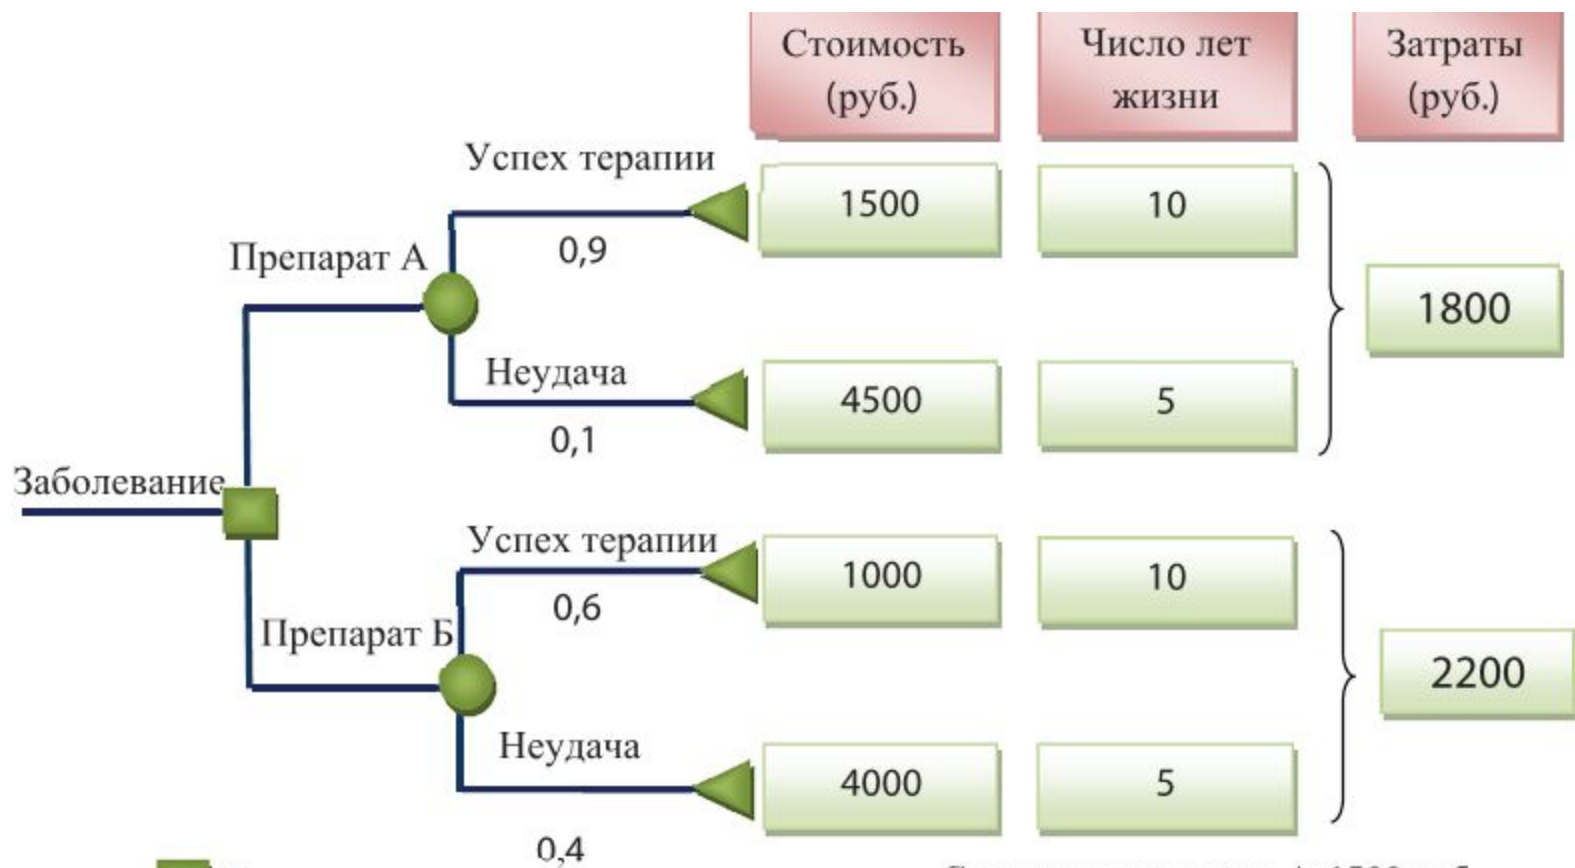 Стоимость
(руб.)
Число лет
жизни
Затраты
(руб.)
Успех терапии
1500
10
0,9
Препарат А
1800
Неудача
4500
5
0,1
Заболевание
Успех терапии
1000
10
0,6
Препарат Б
2200
Неудача
4000
5
0,4